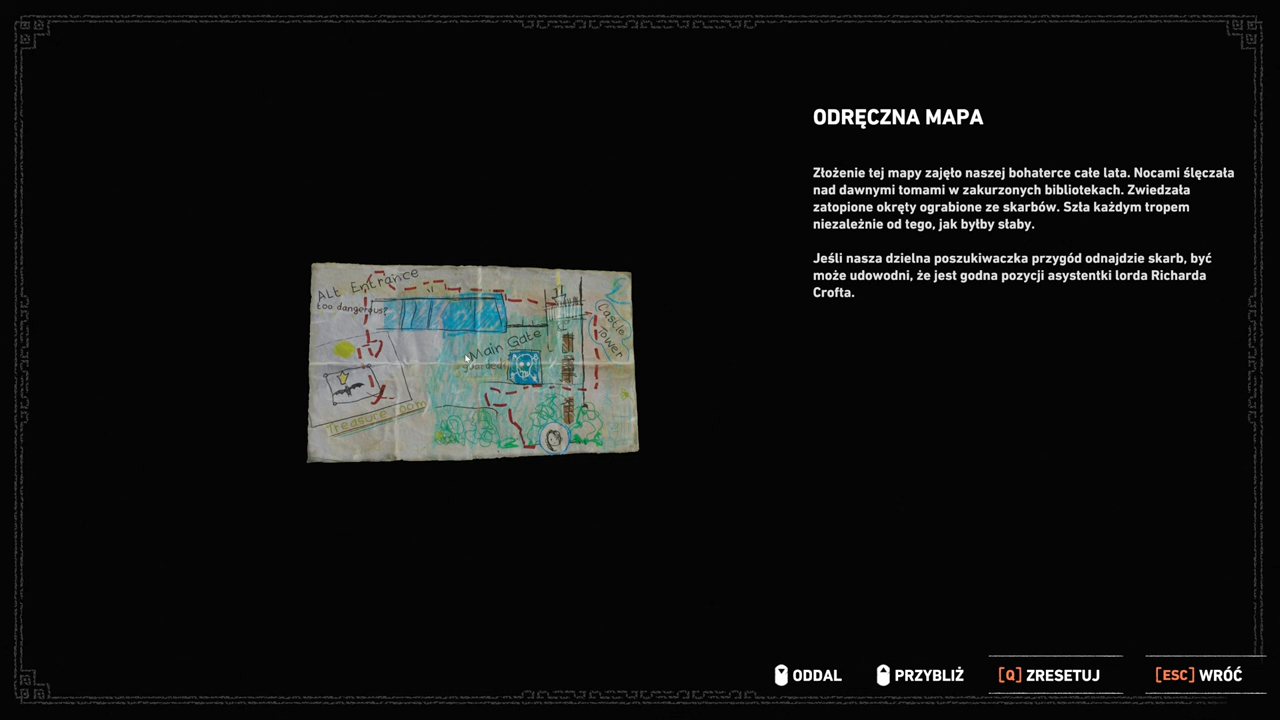 ODRĘCZNA MAPA
Złożenie tej mapy zajęło naszej bohaterce całe lata. Nocami ślęczała
nad dawnymi tomami w zakurzonych bibliotekach. Zwiedzała
zatopione okręty ograbione ze skarbów. Szła każdym tropem
niezależnie od tego, jak byłby słaby.
Jeśli nasza dzielna poszukiwaczka przygód odnajdzie skarb, być
może udowodni, że jest godna pozycji asystentki lorda Richarda
Crofta.
Alt Entrance
too dangerous?
Castle
Tower
Main Gate
guarded!
Treasure room
ODDAL
PRZYBLIŻ
[Q] ZRESETUJ
[ESC] WRÓĆ